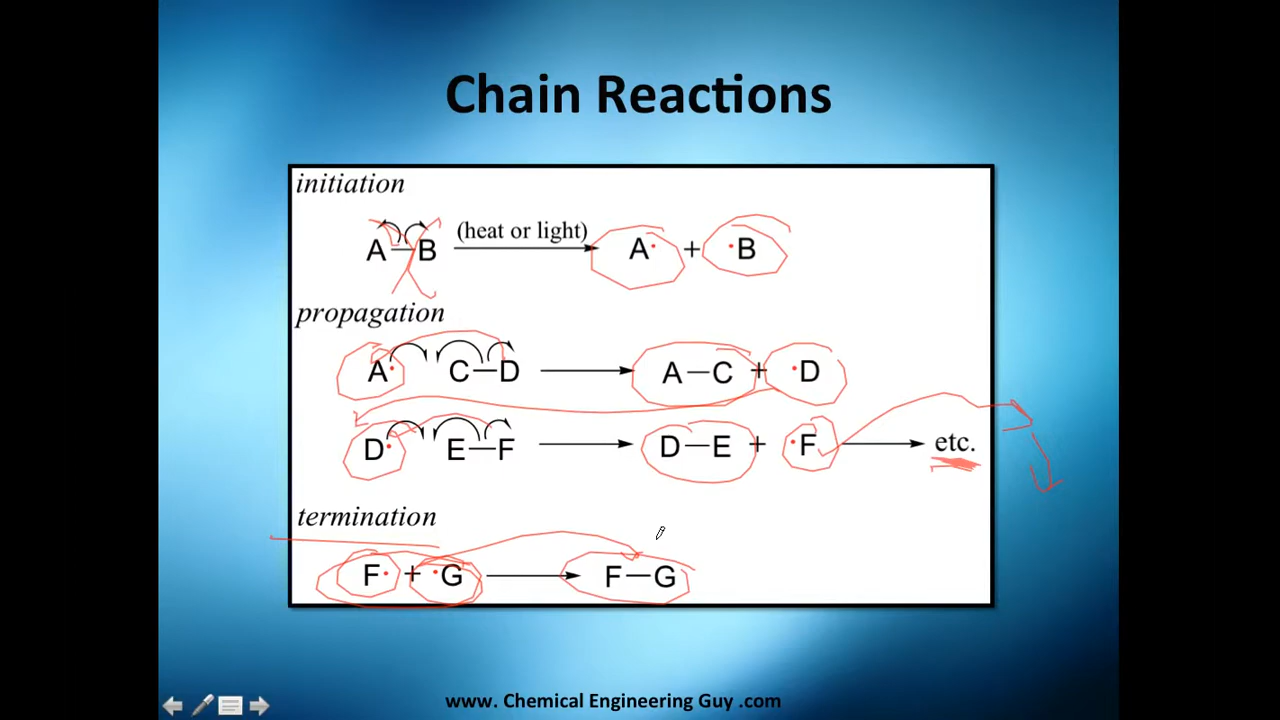 Chain Reactions
initiation
A—B (heat or light) A· + ·B
propagation
A· C—D A—C + ·D
D· E—F D—E + ·F etc.
termination
F· + ·G F—G
www. Chemical Engineering Guy .com